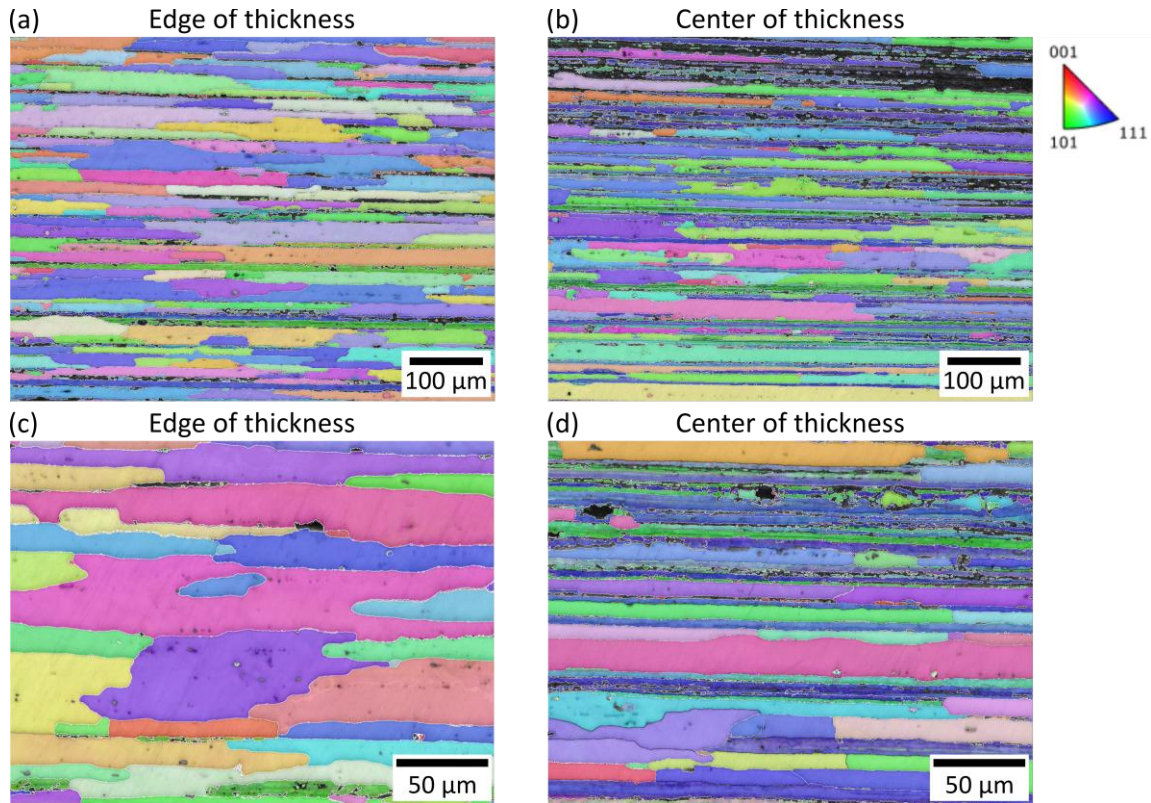 (a) Edge of thickness
(b) Center of thickness
001
101
111
100 μm
100 μm
(c) Edge of thickness
(d) Center of thickness
50 μm
50 μm